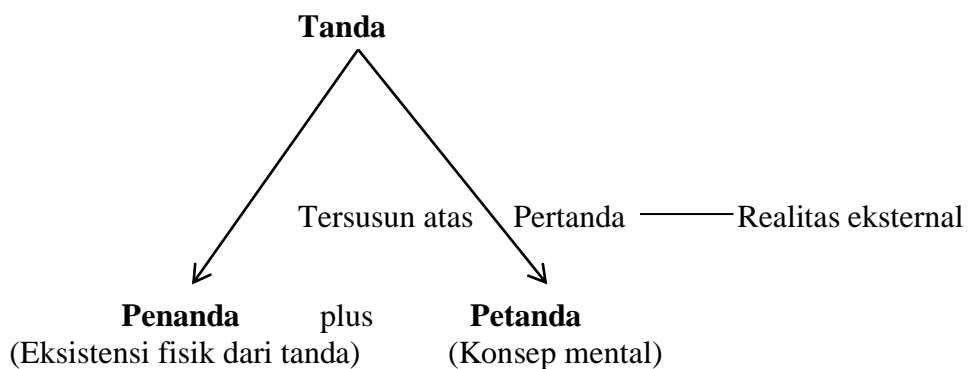 Tanda
Tersusun atas Pertanda Realitas eksternal
Penanda plus Petanda
(Eksistensi fisik dari tanda) (Konsep mental)